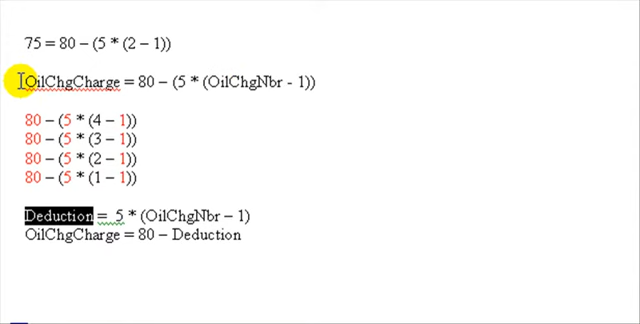 75 = 80 – (5 * (2 – 1))
OilChgCharge = 80 – (5 * (OilChgNbr - 1))
80 – (5 * (4 – 1))
80 – (5 * (3 – 1))
80 – (5 * (2 – 1))
80 – (5 * (1 – 1))
Deduction = 5 * (OilChgNbr – 1)
OilChgCharge = 80 – Deduction